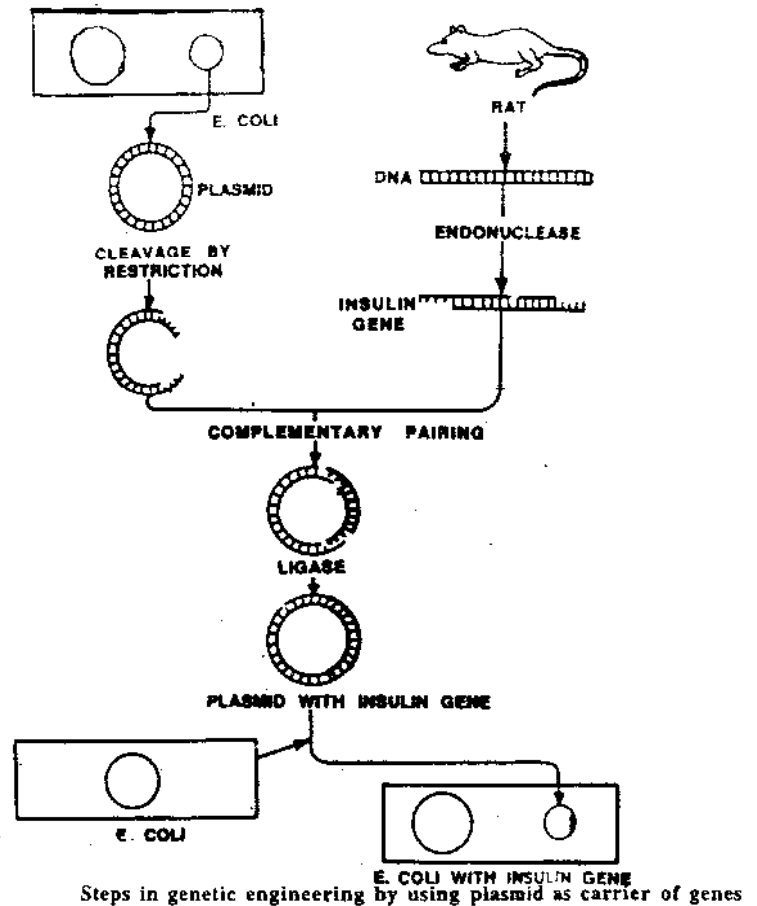 E. COLI
RAT
PLASMID
DNA
CLEAVAGE BY
RESTRICTION
ENDONUCLEASE
INSULIN
GENE
COMPLEMENTARY PAIRING
LIGASE
PLASMID WITH INSULIN GENE
E. COLI
E. COLI WITH INSULIN GENE
Steps in genetic engineering by using plasmid as carrier of genes